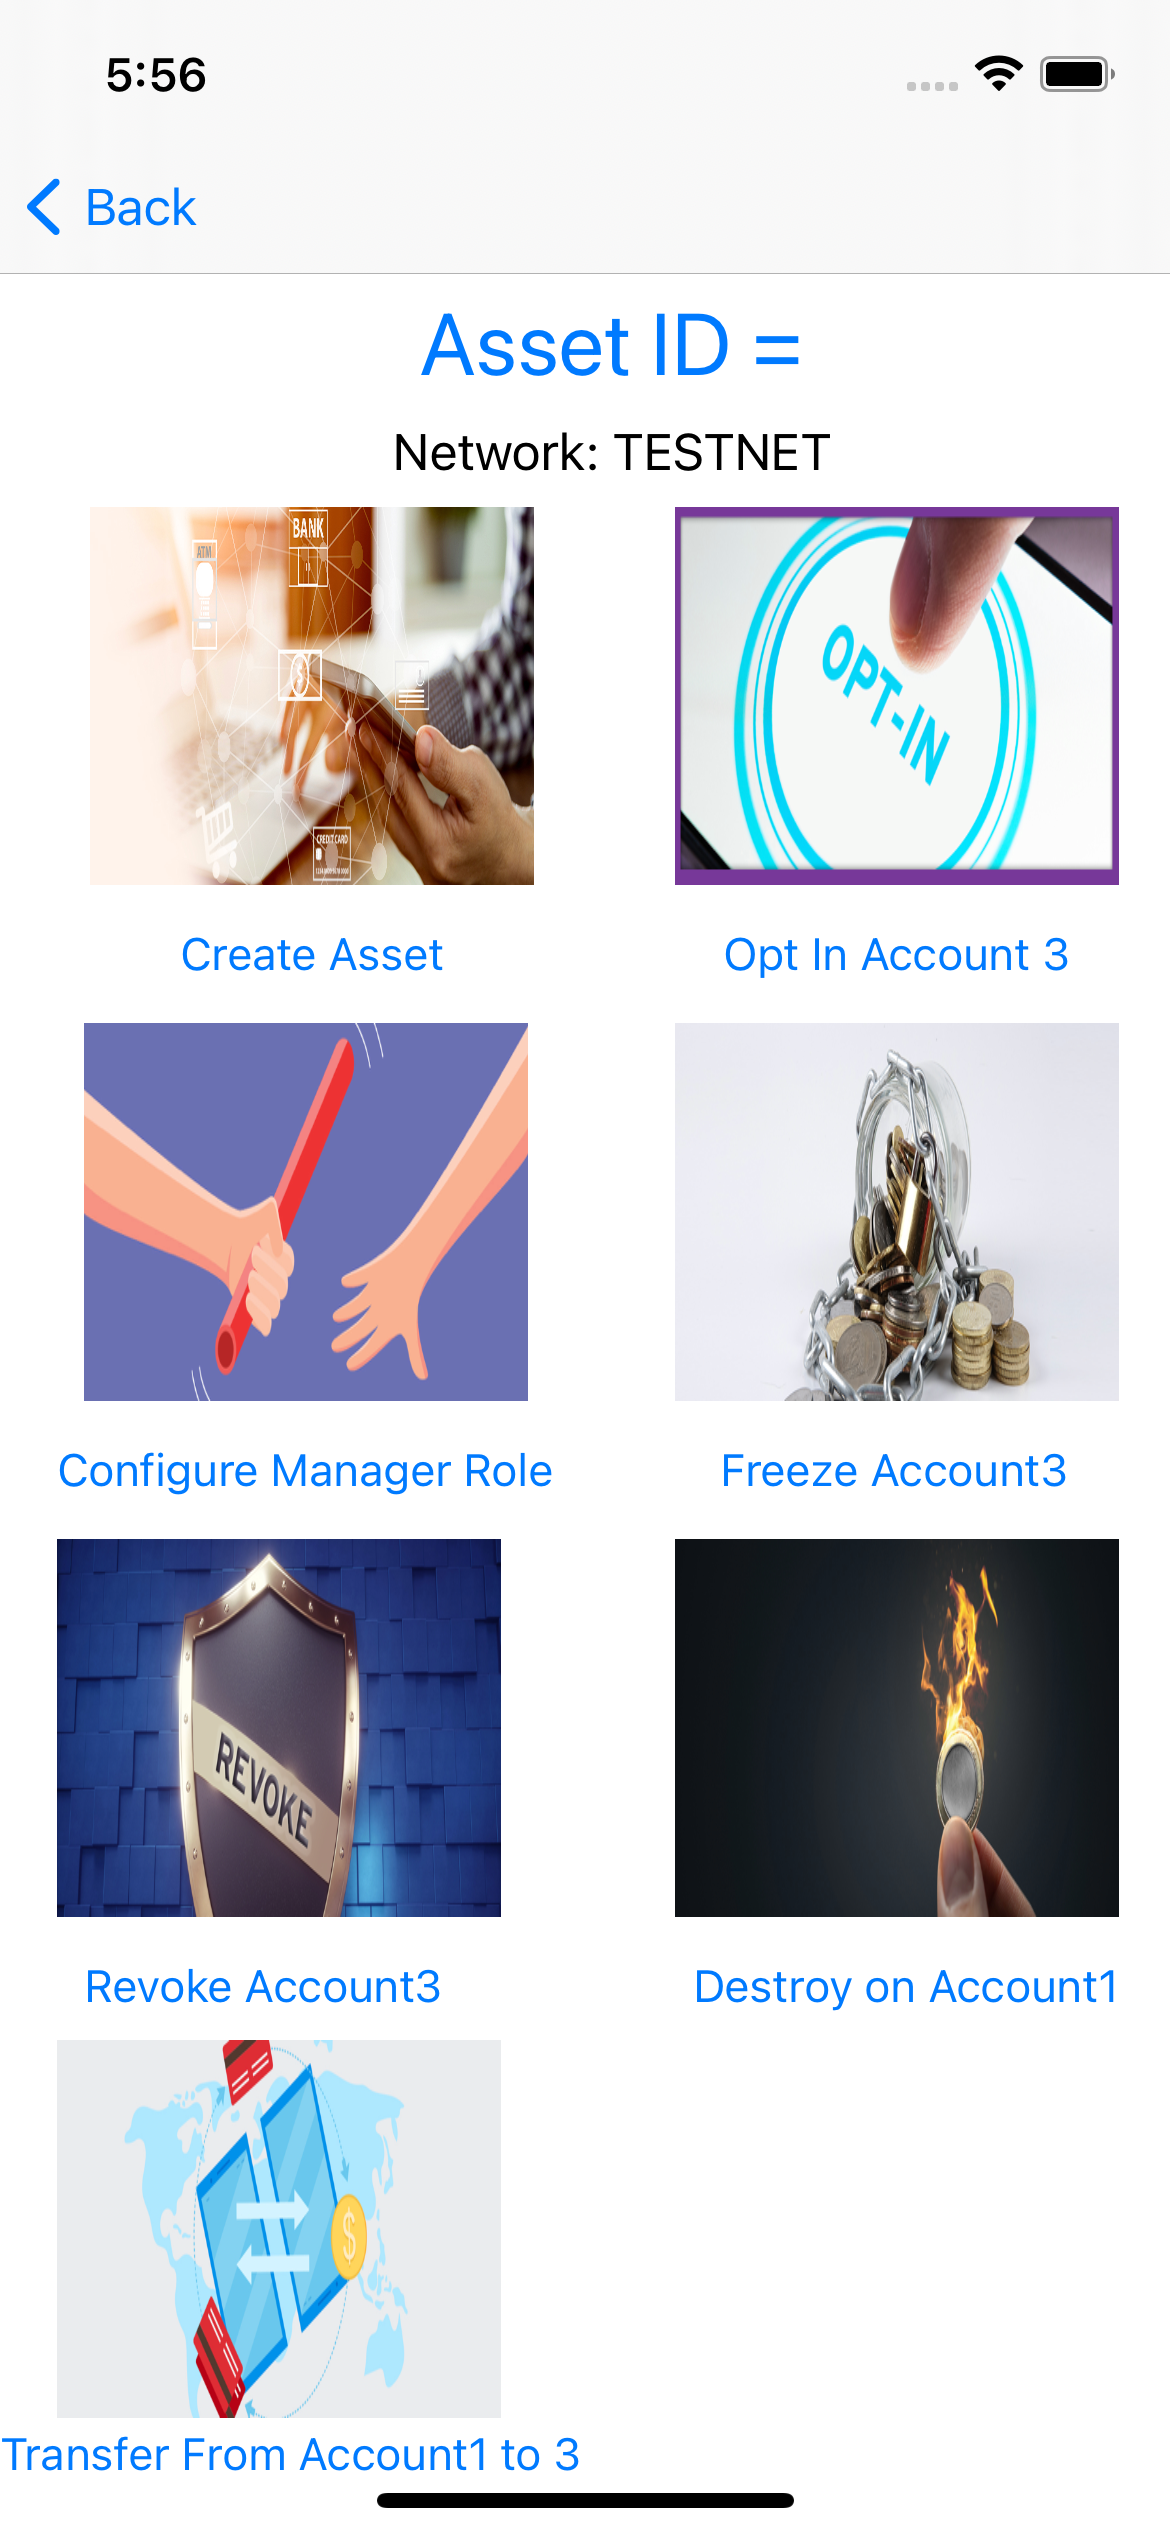 5:56
Back
Asset ID =
Network: TESTNET
BANK
ATM
$
CREDIT CARD
OPT-IN
Create Asset
Opt In Account 3
Configure Manager Role
Freeze Account3
REVOKE
Revoke Account3
Destroy on Account1
$
Transfer From Account1 to 3